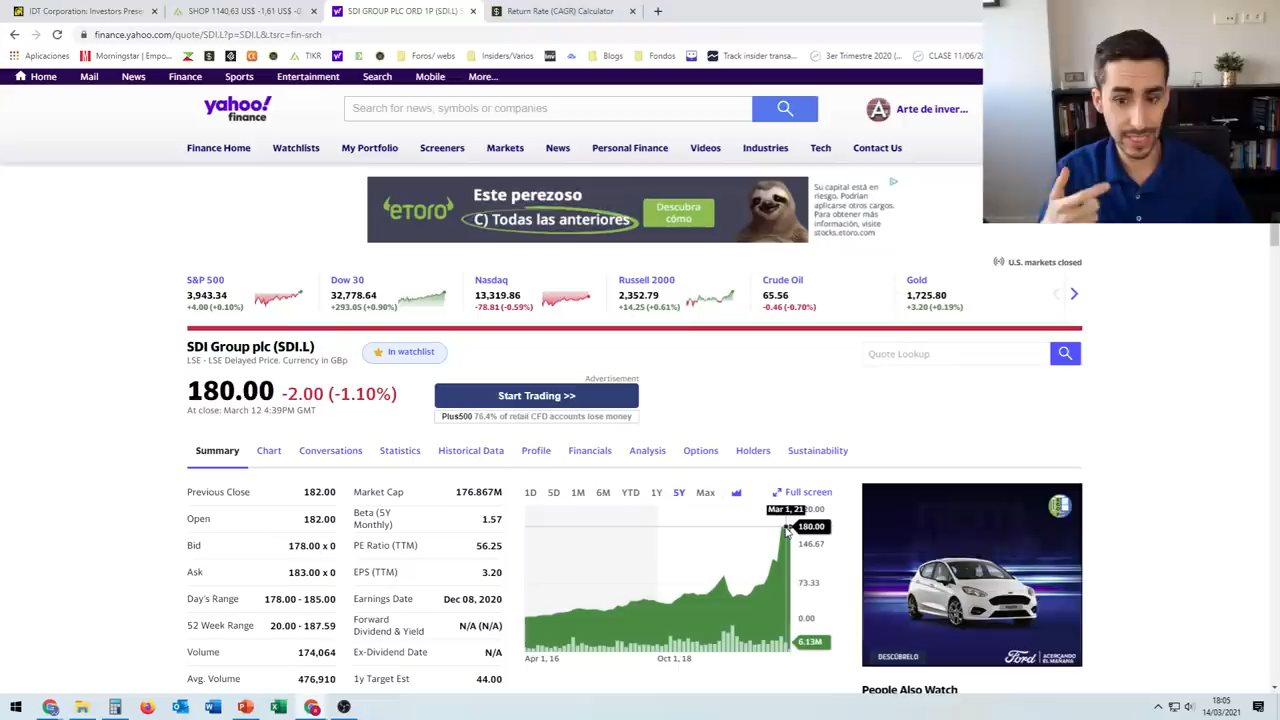 IDT Corporation: Investors Prese
SHOP 1140,63 US$ -1,61 US$ -0
SDI GROUP PLC ORD 1P (SDI.L) S
Return Rate (CAGR) Calculator
finance.yahoo.com/quote/SDI.L?p=SDI.L&tsrc=fin-srch
Aplicaciones
Morningstar | Empo
TIKR
Foros/ webs
Insiders/Varios
Blogs
Fondos
Track insider transa
3er Trimestre 2020 (
CLASE 11/06/20
Home Mail News Finance Sports Entertainment Search Mobile More...
yahoo!
finance
Search for news, symbols or companies
Arte de inver...
Finance Home Watchlists My Portfolio Screeners Markets News Personal Finance Videos Industries Tech Contact Us
eToro
Este perezoso
C) Todas las anteriores
Descubra
cómo
Su capital está en
riesgo. Podrían
aplicarse otros cargos.
Para obtener más
información, visite
stocks.etoro.com
U.S. markets closed
S&P 500
3,943.34
+4.00 (+0.10%)
Dow 30
32,778.64
+293.05 (+0.90%)
Nasdaq
13,319.86
-78.81 (-0.59%)
Russell 2000
2,352.79
+14.25 (+0.61%)
Crude Oil
65.56
-0.46 (-0.70%)
Gold
1,725.80
+3.20 (+0.19%)
SDI Group plc (SDI.L)
LSE - LSE Delayed Price. Currency in GBp
In watchlist
Quote Lookup
180.00 -2.00 (-1.10%)
At close: March 12 4:39PM GMT
Advertisement
Start Trading >>
Plus500 76.4% of retail CFD accounts lose money
Summary Chart Conversations Statistics Historical Data Profile Financials Analysis Options Holders Sustainability
Previous Close 182.00
Open 182.00
Bid 178.00 x 0
Ask 183.00 x 0
Day's Range 178.00 - 185.00
52 Week Range 20.00 - 187.59
Volume 174,064
Avg. Volume 476,910
Market Cap 176.867M
Beta (5Y
Monthly) 1.57
PE Ratio (TTM) 56.25
EPS (TTM) 3.20
Earnings Date Dec 08, 2020
Forward
Dividend & Yield N/A (N/A)
Ex-Dividend Date N/A
1y Target Est 44.00
1D 5D 1M 6M YTD 1Y 5Y Max
Full screen
Mar 1, 21
20.00
180.00
146.67
73.33
0.00
6.13M
Apr 1, 16
Oct 1, 18
DESCÚBRELO
Ford
ACERCANDO
EL MAÑANA
People Also Watch
18:05
14/03/2021